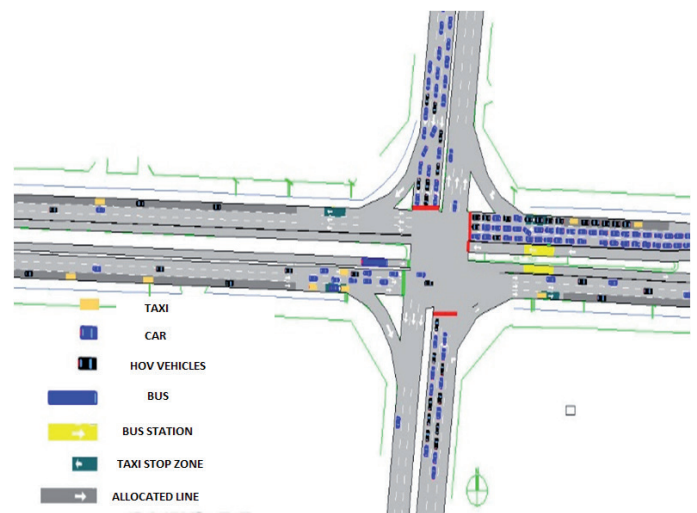 TAXI
CAR
HOV VEHICLES
BUS
BUS STATION
TAXI STOP ZONE
ALLOCATED LINE